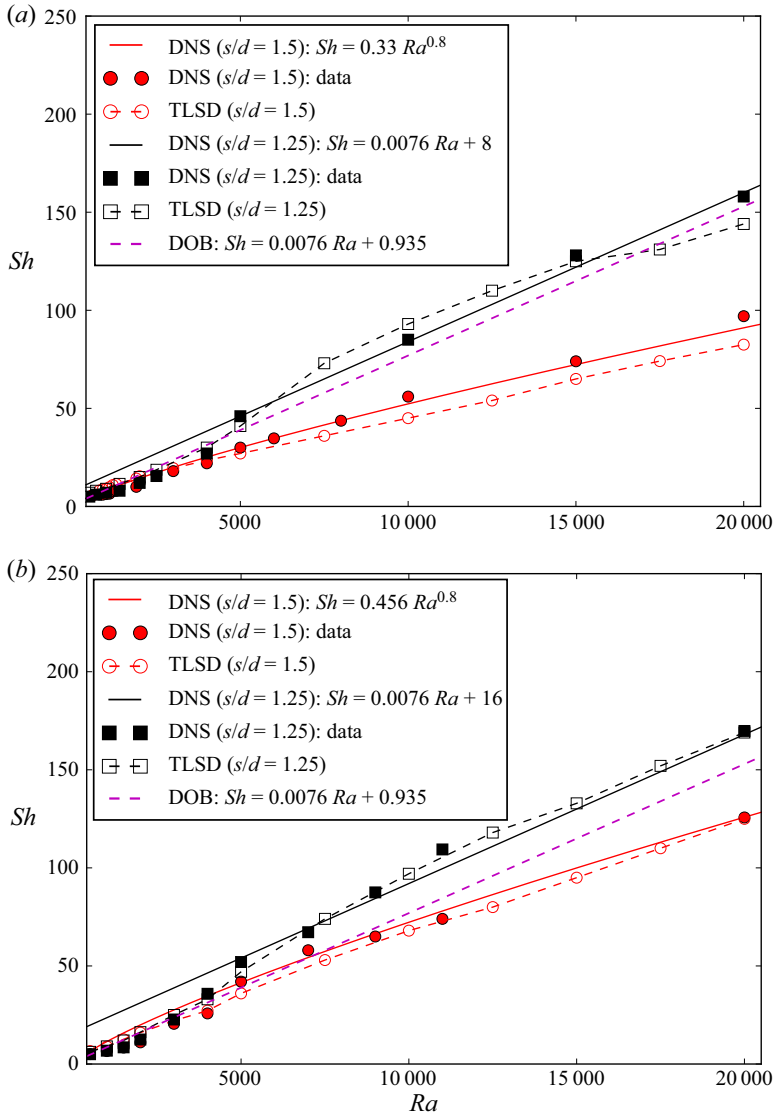 (a)
250
200
150
100
50
0
Sh
DNS (s/d = 1.5): Sh = 0.33 Ra^0.8
DNS (s/d = 1.5): data
TLSD (s/d = 1.5)
DNS (s/d = 1.25): Sh = 0.0076 Ra + 8
DNS (s/d = 1.25): data
TLSD (s/d = 1.25)
DOB: Sh = 0.0076 Ra + 0.935
5000 10 000 15 000 20 000
(b)
250
200
150
100
50
0
Sh
DNS (s/d = 1.5): Sh = 0.456 Ra^0.8
DNS (s/d = 1.5): data
TLSD (s/d = 1.5)
DNS (s/d = 1.25): Sh = 0.0076 Ra + 16
DNS (s/d = 1.25): data
TLSD (s/d = 1.25)
DOB: Sh = 0.0076 Ra + 0.935
5000 10 000 15 000 20 000
Ra